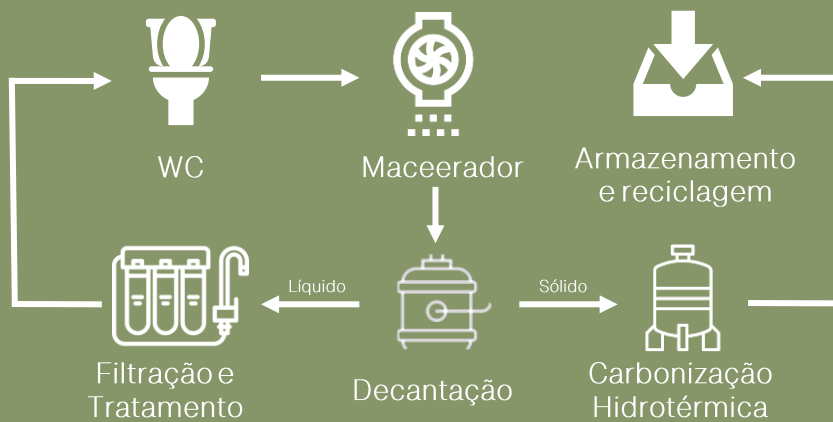 WC
Maceerador
Armazenamento
e reciclagem
Líquido
Sólido
Filtração e
Tratamento
Decantação
Carbonização
Hidrotérmica